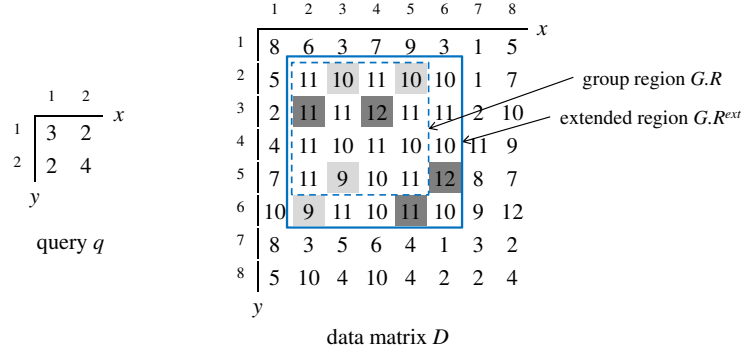 1 2 3 4 5 6 7 8
x
1 8 6 3 7 9 3 1 5
2 5 11 10 11 10 10 1 7
group region G.R
3 2 11 11 12 11 11 2 10
extended region G.R^ext
4 4 11 10 11 10 10 11 9
5 7 11 9 10 11 12 8 7
6 10 9 11 10 11 10 9 12
7 8 3 5 6 4 1 3 2
8 5 10 4 10 4 2 2 4
y
data matrix D
1 2
x
1 3 2
2 2 4
y
query q